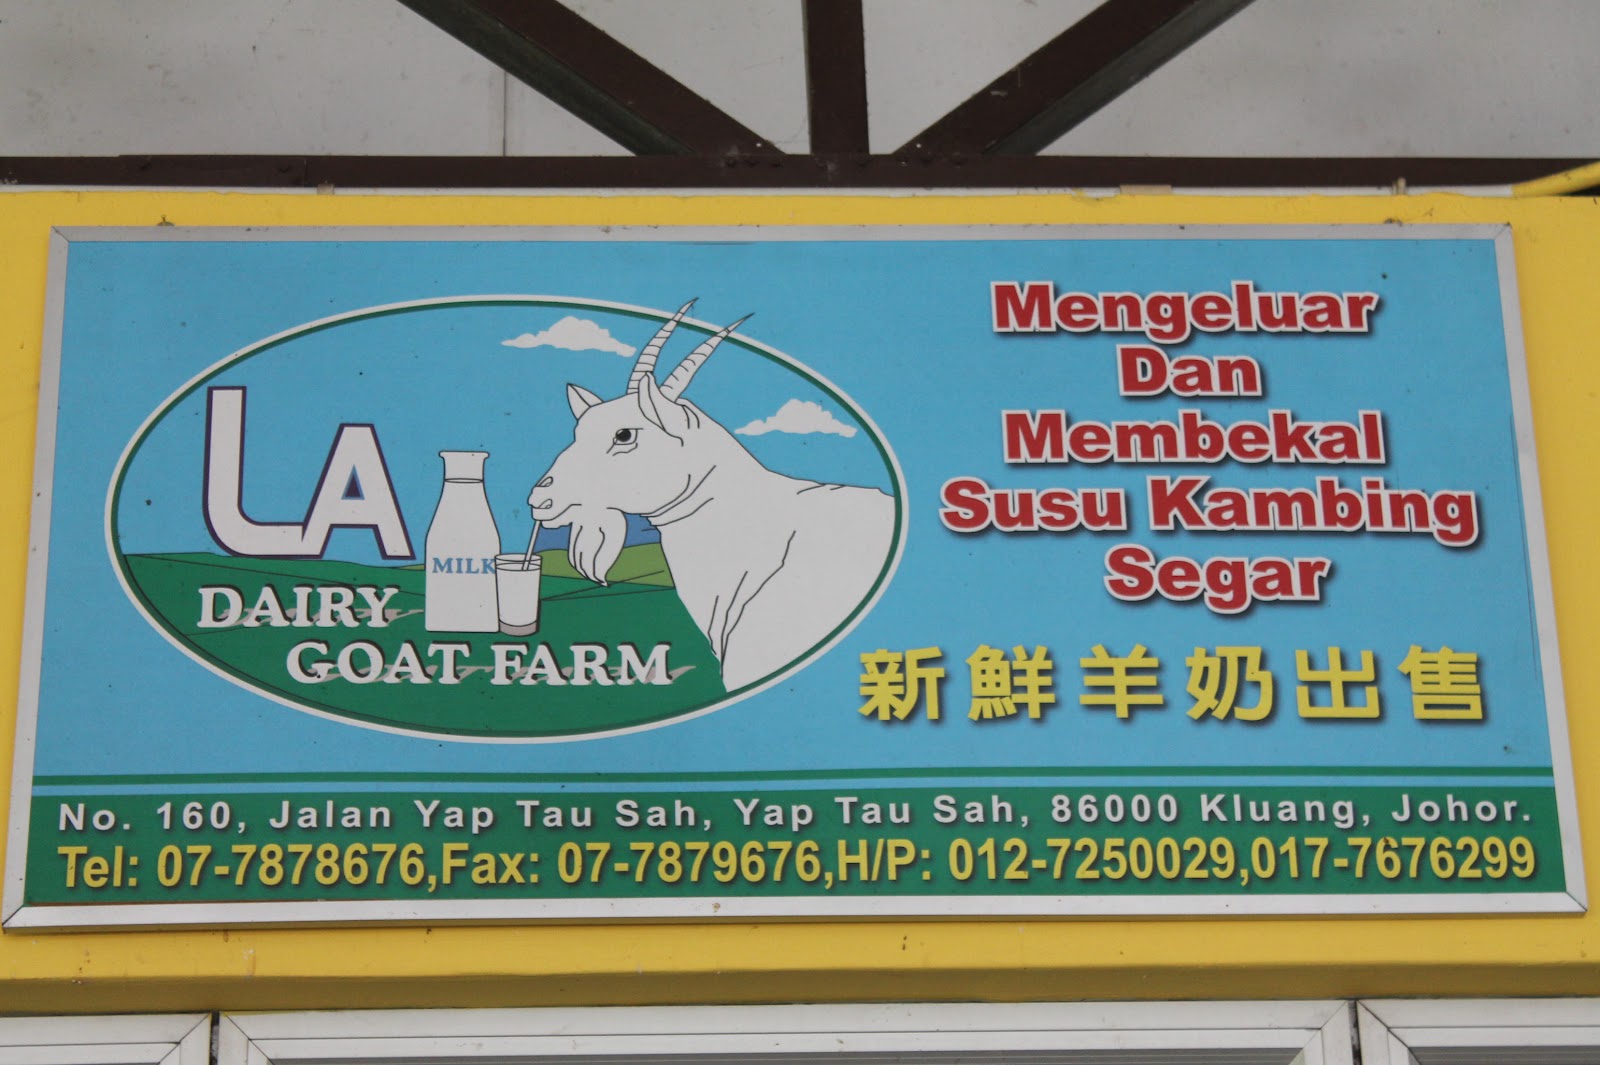 LA
MILK
DAIRY
GOAT FARM
Mengeluar
Dan
Membekal
Susu Kambing
Segar
新鮮羊奶出售
No. 160, Jalan Yap Tau Sah, Yap Tau Sah, 86000 Kluang, Johor.
Tel: 07-7878676,Fax: 07-7879676,H/P: 012-7250029,017-7676299